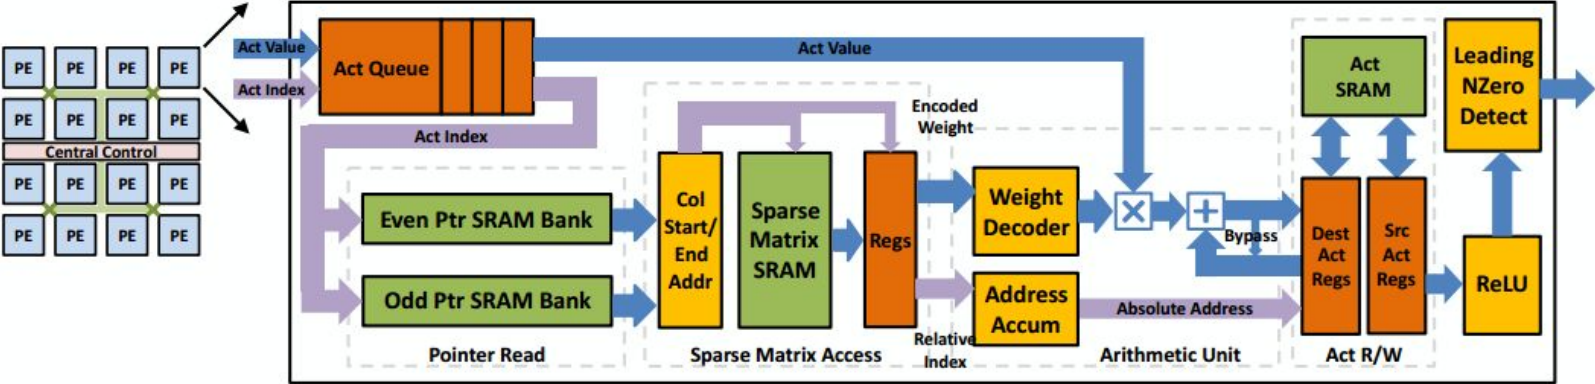 PE PE PE PE
PE PE PE PE
Central Control
PE PE PE PE
PE PE PE PE
Act Value
Act Index
Act Queue
Act Value
Act Index
Even Ptr SRAM Bank
Odd Ptr SRAM Bank
Pointer Read
Col
Start/
End
Addr
Sparse
Matrix
SRAM
Regs
Sparse Matrix Access
Encoded
Weight
Relative
Index
Weight
Decoder
Address
Accum
Bypass
Absolute Address
Arithmetic Unit
Act
SRAM
Dest
Act
Regs
Src
Act
Regs
Act R/W
Leading
NZero
Detect
ReLU